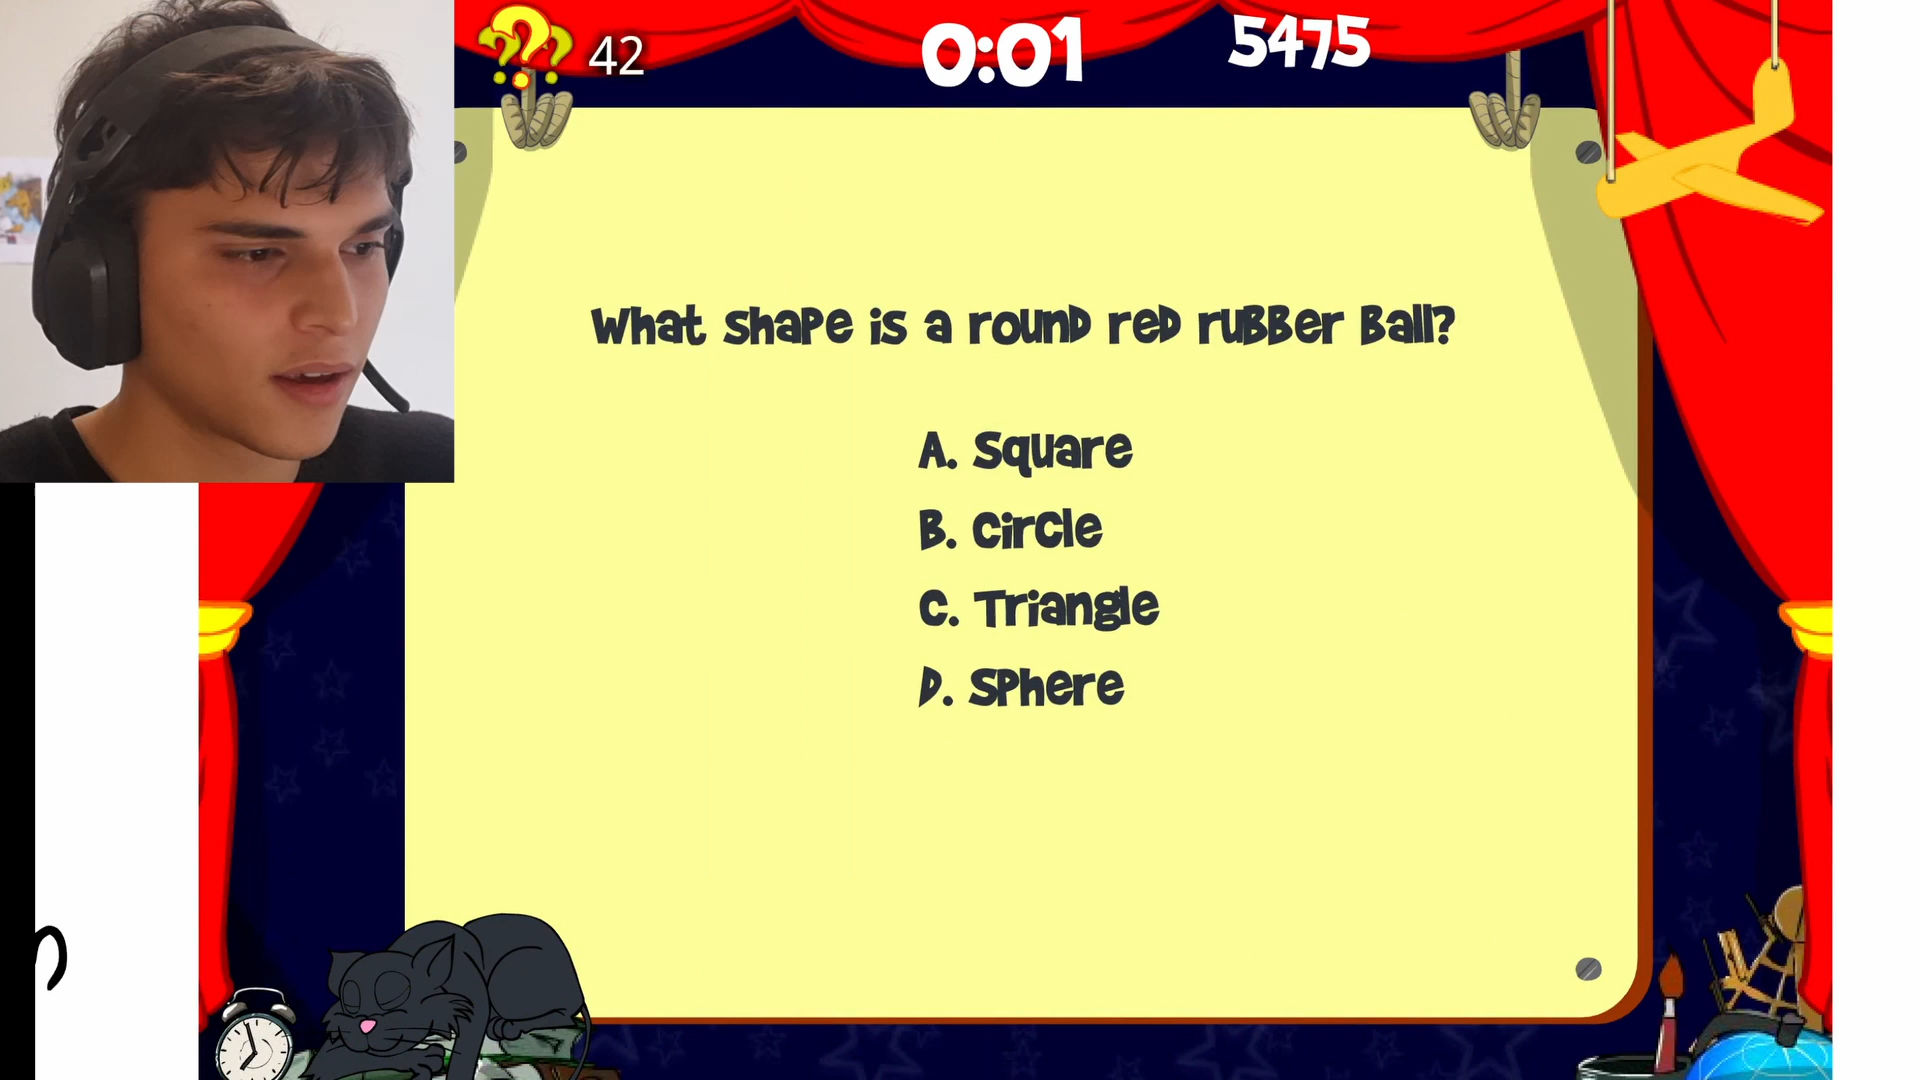 ??? 42
0:01
5475
What shape is a round red rubber ball?
A. Square
B. Circle
C. Triangle
D. Sphere